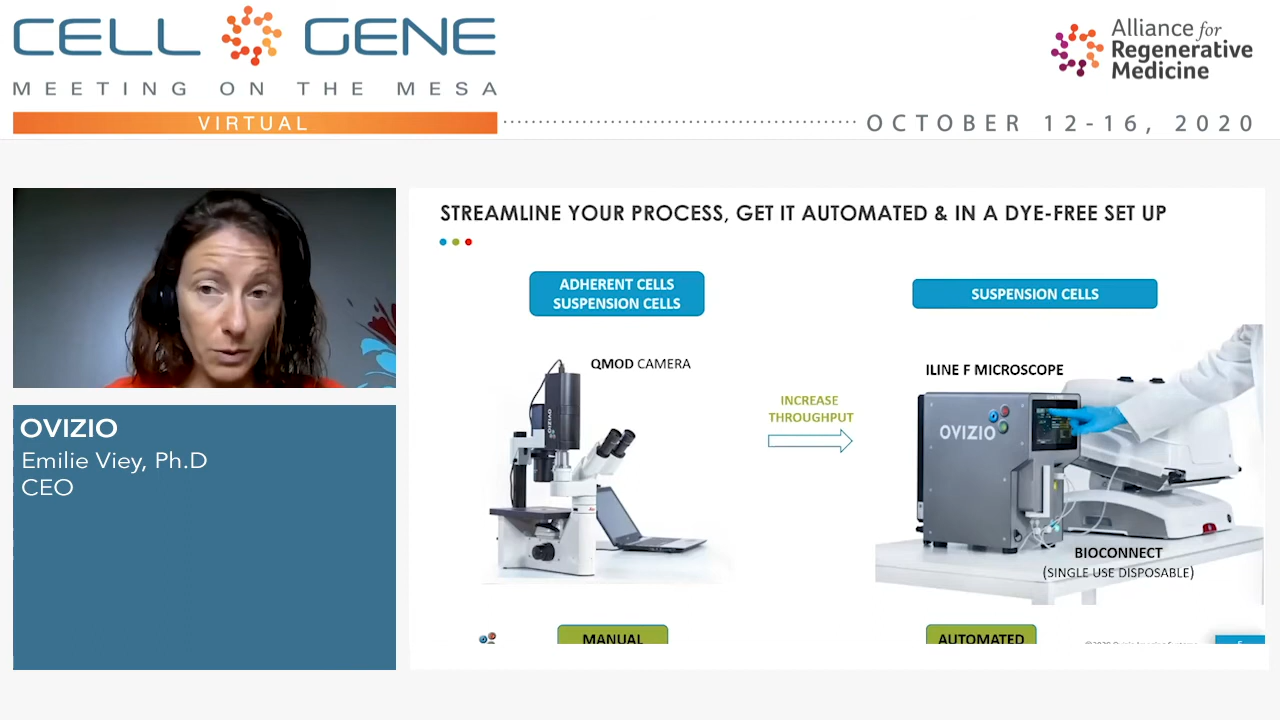 CELL GENE
MEETING ON THE MESA
VIRTUAL
Alliance for
Regenerative
Medicine
OCTOBER 12-16, 2020
OVIZIO
Emilie Viey, Ph.D
CEO
STREAMLINE YOUR PROCESS, GET IT AUTOMATED & IN A DYE-FREE SET UP
ADHERENT CELLS
SUSPENSION CELLS
SUSPENSION CELLS
QMOD CAMERA
ILINE F MICROSCOPE
INCREASE
THROUGHPUT
OVIZIO
OVIZIO
BIOCONNECT
(SINGLE USE DISPOSABLE)
MANUAL
AUTOMATED
5